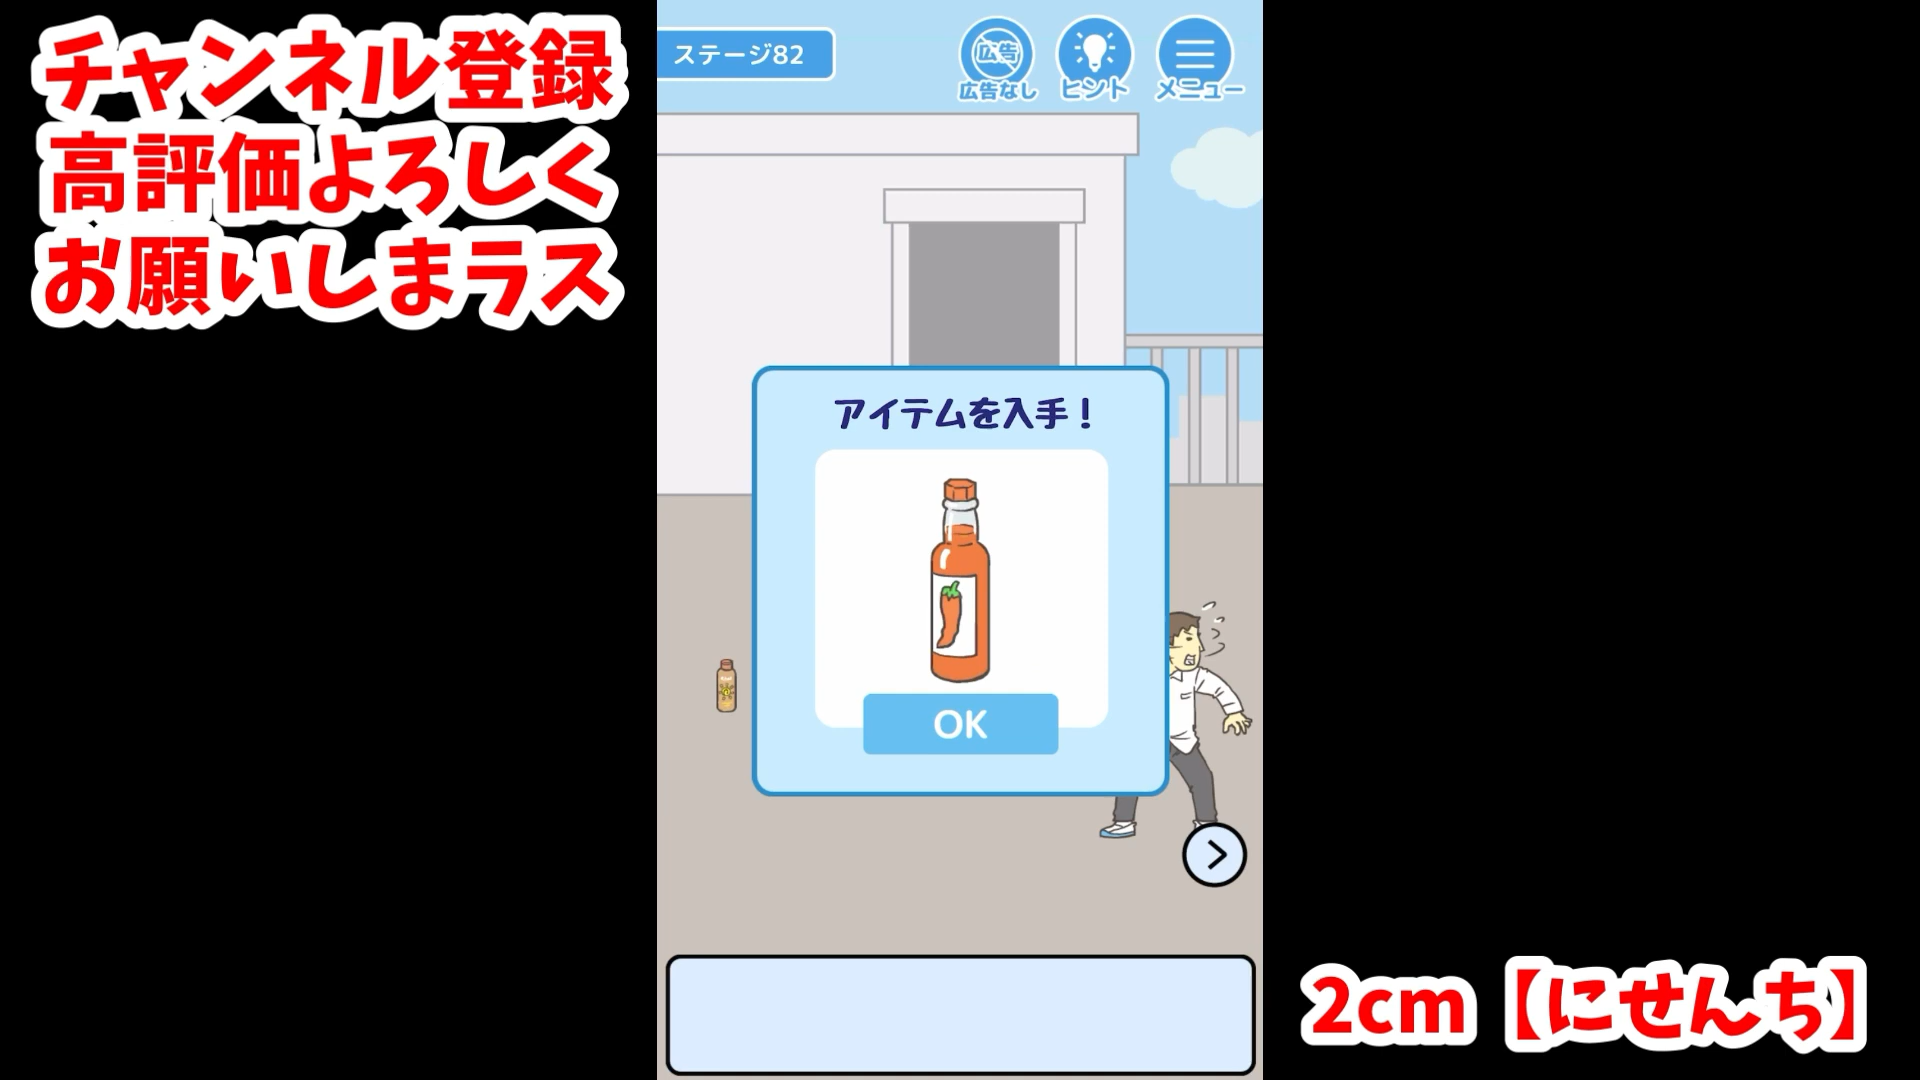 チャンネル登録
高評価よろしく
お願いしまラス
ステージ82
広告
広告なし
ヒント
メニュー
アイテムを入手！
OK
2cm【にせんち】